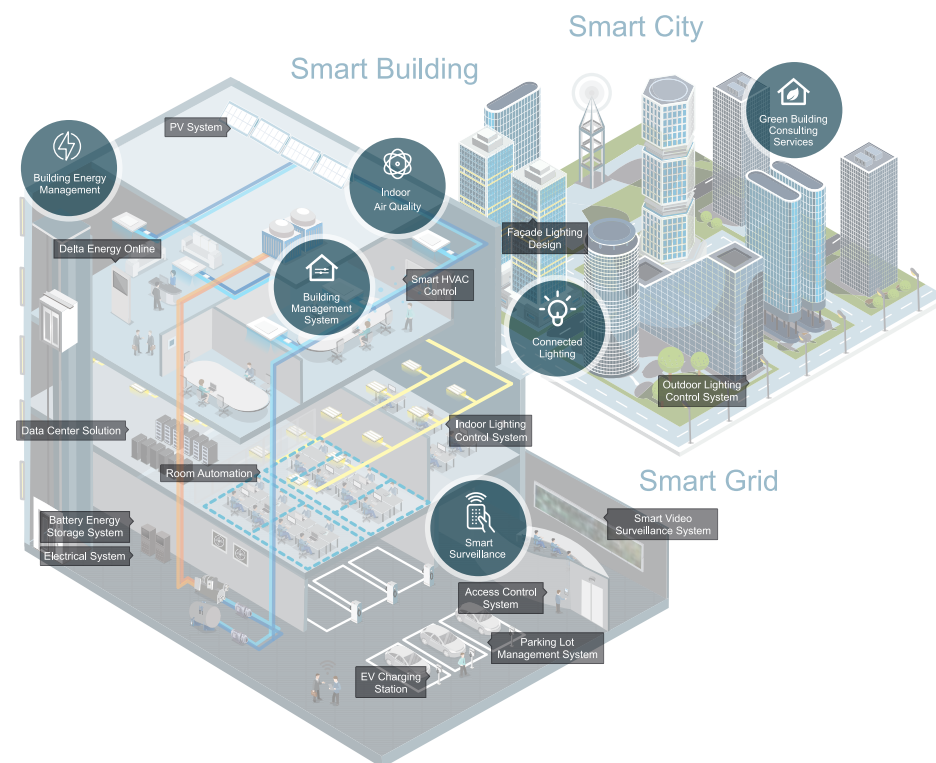 Smart City
Smart Building
Green Building
Consulting
Services
PV System
Building Energy
Management
Indoor
Air Quality
Façade Lighting
Design
Delta Energy Online
Smart HVAC
Control
Building
Management
System
Connected
Lighting
Outdoor Lighting
Control System
Data Center Solution
Indoor Lighting
Control System
Room Automation
Smart Grid
Battery Energy
Storage System
Smart Video
Surveillance System
Smart
Surveillance
Electrical System
Access Control
System
Parking Lot
Management System
EV Charging
Station